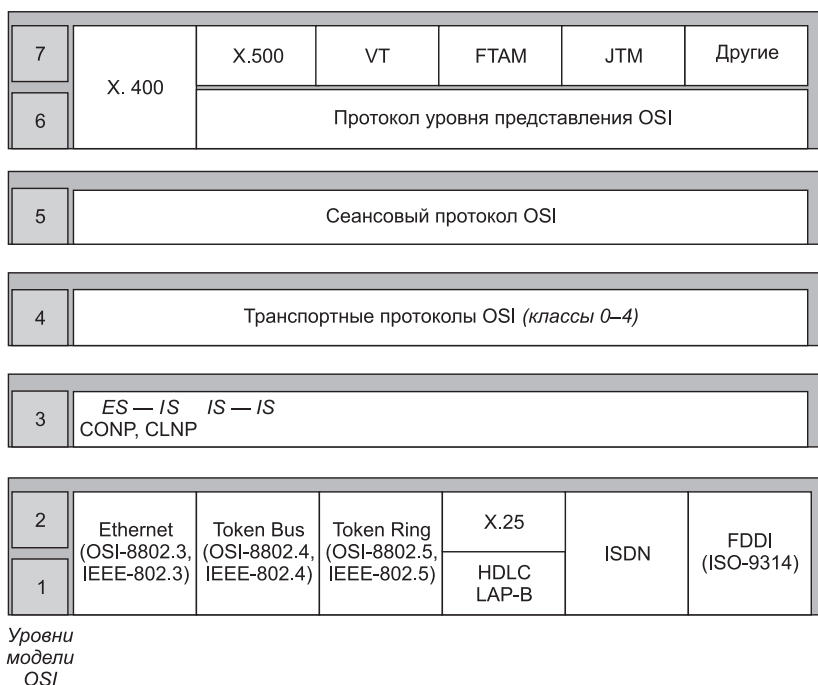 7
X. 400
X.500
VT
FTAM
JTM
Другие
6
Протокол уровня представления OSI
5
Сеансовый протокол OSI
4
Транспортные протоколы OSI (классы 0–4)
3
ES — IS IS — IS
CONP, CLNP
2
1
Ethernet
(OSI-8802.3,
IEEE-802.3)
Token Bus
(OSI-8802.4,
IEEE-802.4)
Token Ring
(OSI-8802.5,
IEEE-802.5)
X.25
HDLC
LAP-B
ISDN
FDDI
(ISO-9314)
Уровни
модели
OSI